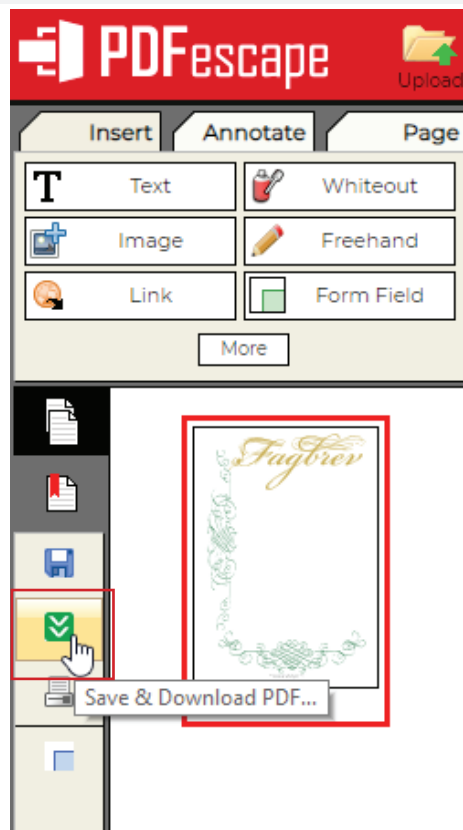 PDFescape
Upload
Insert Annotate Page
T Text Whiteout
Image Freehand
Link Form Field
More
Fagbrev
Save & Download PDF...